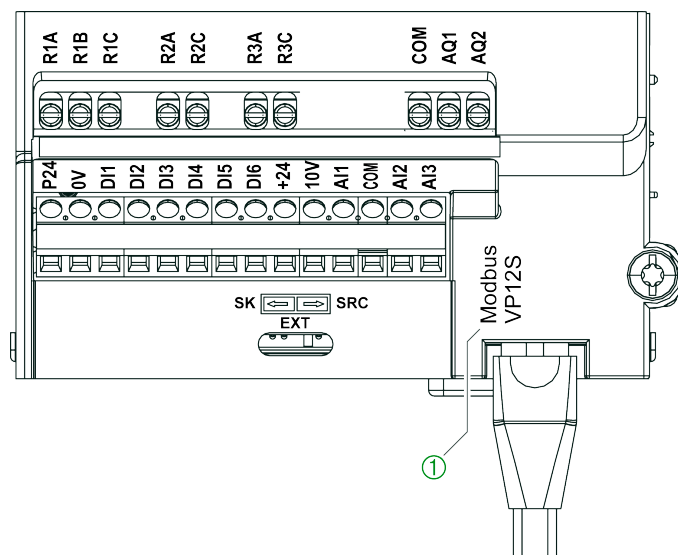 R1A R1B R1C R2A R2C R3A R3C COM AQ1 AQ2
P24 0V DI1 DI2 DI3 DI4 DI5 DI6 +24 10V AI1 COM AI2 AI3
SK SRC
EXT
Modbus
VP12S
1